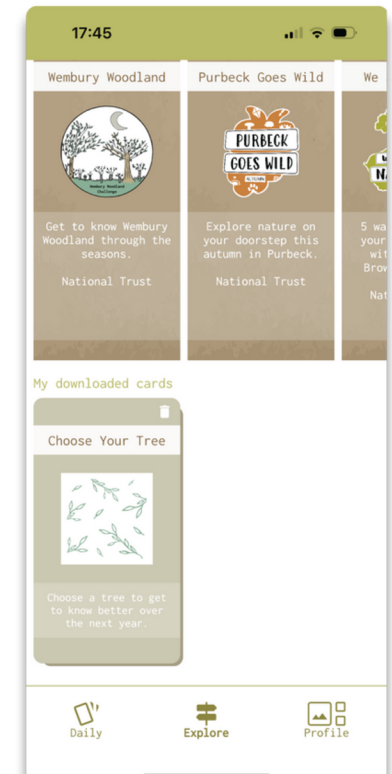 17:45
Wembury Woodland
Purbeck Goes Wild
We
Wembury Woodland
Challenge
PURBECK
GOES WILD
AUTUMN
Get to know Wembury
Woodland through the
seasons.
National Trust
Explore nature on
your doorstep this
autumn in Purbeck.
National Trust
5 wa
your
wit
Brow
Nat
My downloaded cards
Choose Your Tree
Choose a tree to get
to know better over
the next year.
Daily
Explore
Profile